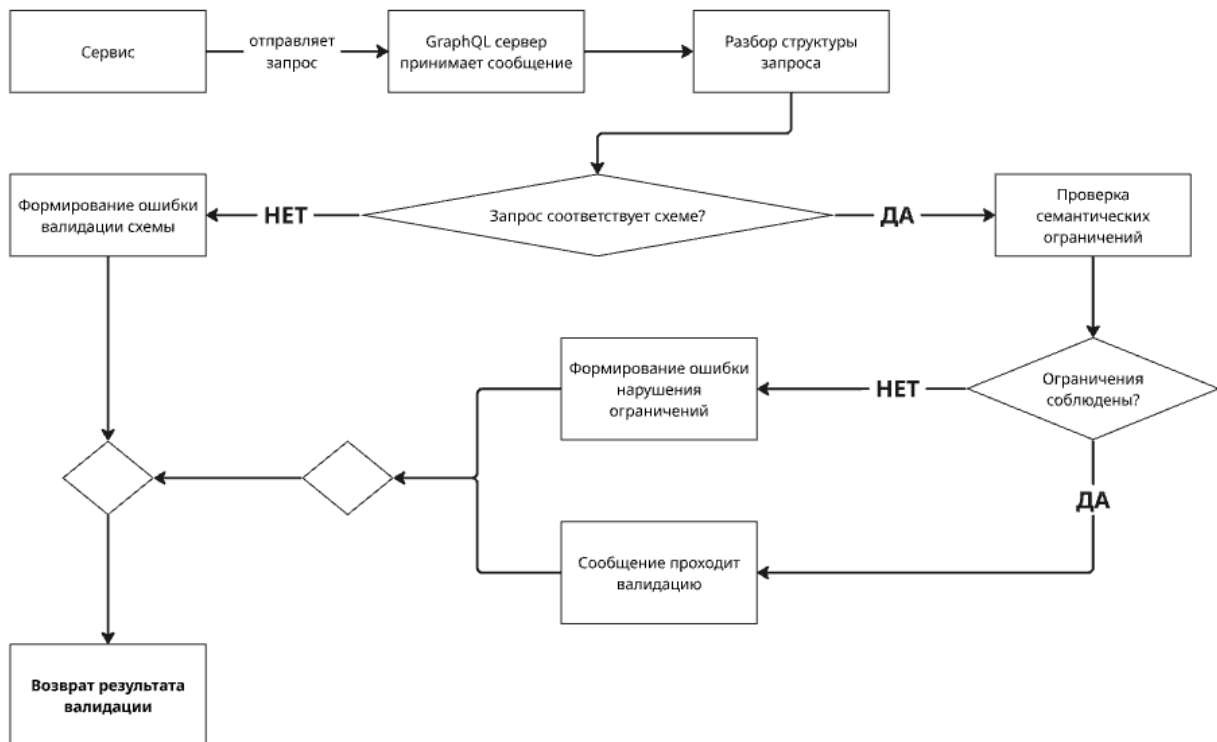 Сервис
отправляет
запрос
GraphQL сервер
принимает сообщение
Разбор структуры
запроса
Формирование ошибки
валидации схемы
НЕТ
Запрос соответствует схеме?
ДА
Проверка
семантических
ограничений
Формирование ошибки
нарушения
ограничений
НЕТ
Ограничения
соблюдены?
ДА
Сообщение проходит
валидацию
Возврат результата
валидации